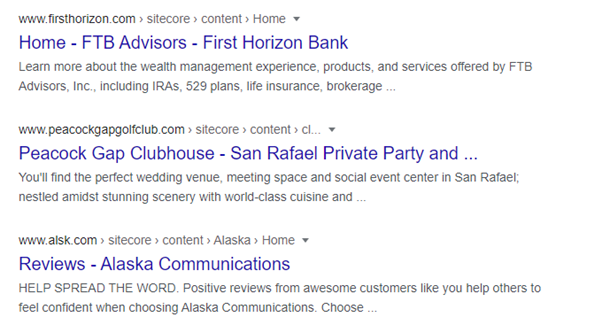 www.firsthorizon.com › sitecore › content › Home
Home - FTB Advisors - First Horizon Bank
Learn more about the wealth management experience, products, and services offered by FTB
Advisors, Inc., including IRAs, 529 plans, life insurance, brokerage ...
www.peacockgapgolfclub.com › sitecore › content › cl...
Peacock Gap Clubhouse - San Rafael Private Party and ...
You'll find the perfect wedding venue, meeting space and social event center in San Rafael;
nestled amidst stunning scenery with world-class cuisine and ...
www.alsk.com › sitecore › content › Alaska › Home
Reviews - Alaska Communications
HELP SPREAD THE WORD. Positive reviews from awesome customers like you help others to
feel confident when choosing Alaska Communications. Choose ...